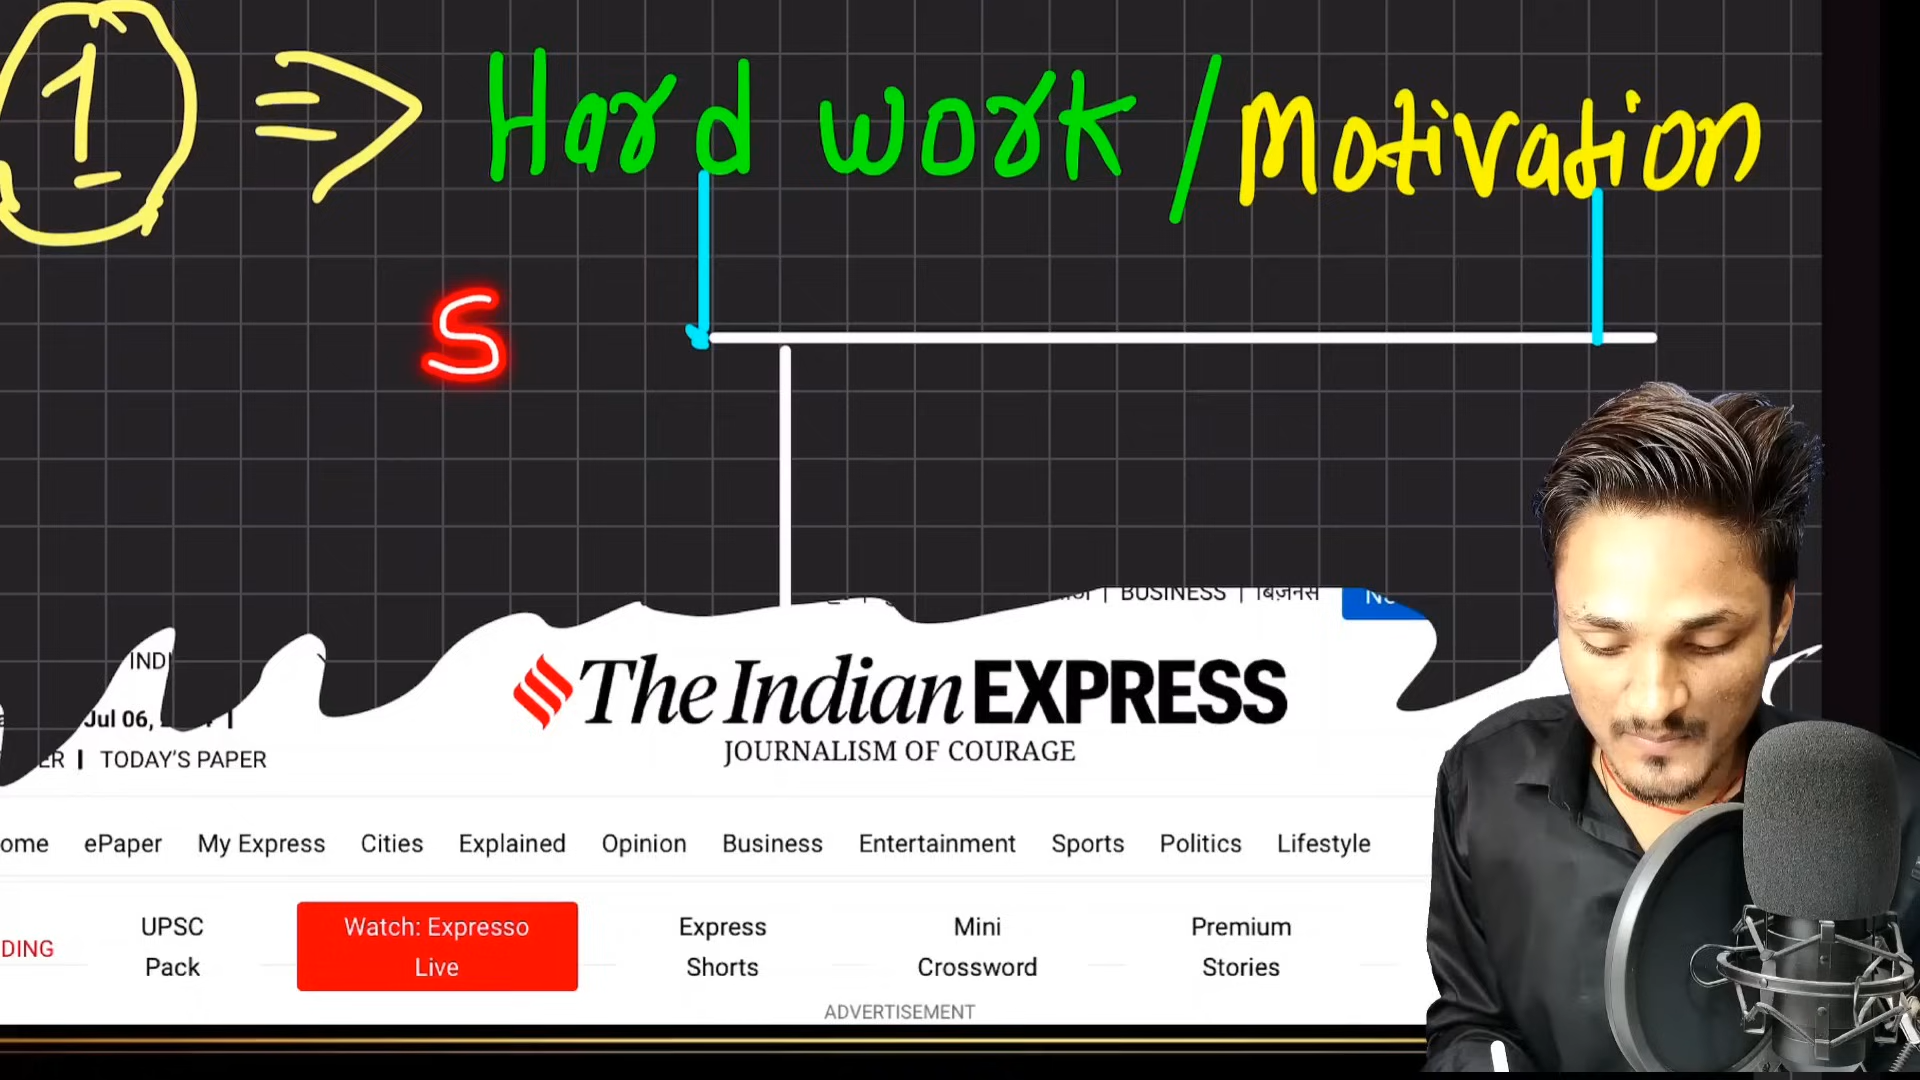 1 => Hard work / Motivation
S
| BUSINESS | बिज़नेस
INDI
The Indian EXPRESS
Jul 06,
JOURNALISM OF COURAGE
TODAY'S PAPER
ePaper My Express Cities Explained Opinion Business Entertainment Sports Politics Lifestyle
UPSC Pack Watch: Expresso Live Express Shorts Mini Crossword Premium Stories
ADVERTISEMENT